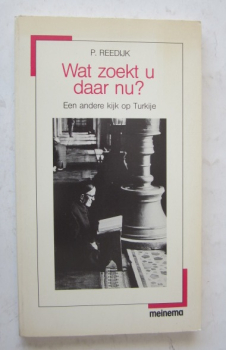 P. REEDIJK
Wat zoekt u
daar nu?
Een andere kijk op Turkije
meinema